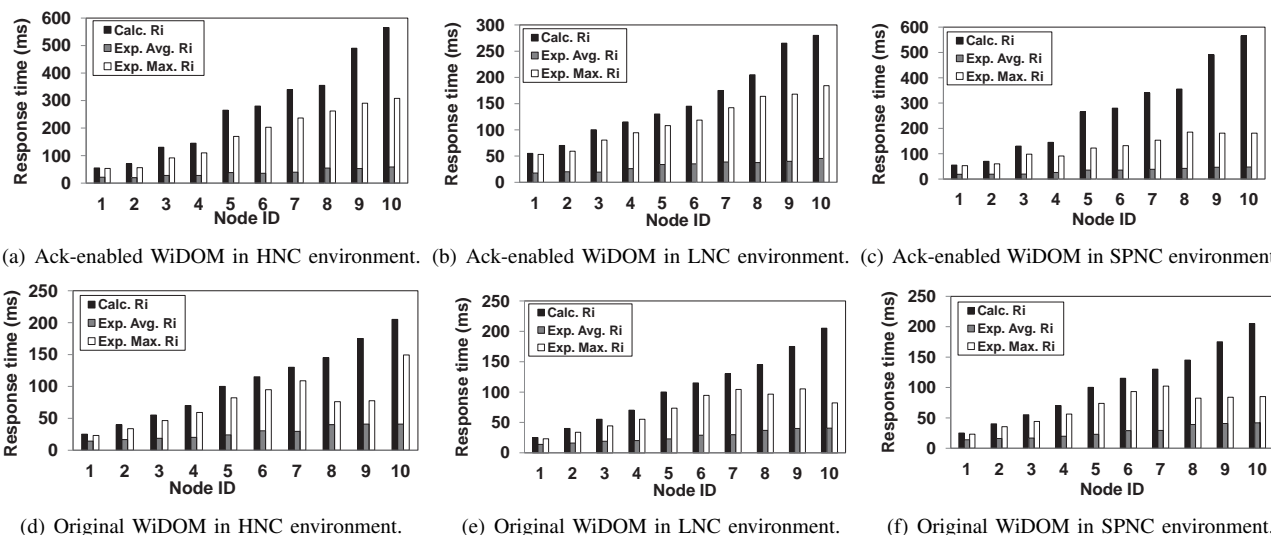 600
500
400
300
200
100
0
Response time (ms)
Calc. Ri
Exp. Avg. Ri
Exp. Max. Ri
1 2 3 4 5 6 7 8 9 10
Node ID
(a) Ack-enabled WiDOM in HNC environment.
300
250
200
150
100
50
0
Response time (ms)
Calc. Ri
Exp. Avg. Ri
Exp. Max. Ri
1 2 3 4 5 6 7 8 9 10
Node ID
(b) Ack-enabled WiDOM in LNC environment.
600
500
400
300
200
100
0
Response time (ms)
Calc. Ri
Exp. Avg. Ri
Exp. Max. Ri
1 2 3 4 5 6 7 8 9 10
Node ID
(c) Ack-enabled WiDOM in SPNC environment
250
200
150
100
50
0
Response time (ms)
Calc. Ri
Exp. Avg. Ri
Exp. Max. Ri
1 2 3 4 5 6 7 8 9 10
Node ID
(d) Original WiDOM in HNC environment.
250
200
150
100
50
0
Response time (ms)
Calc. Ri
Exp. Avg. Ri
Exp. Max. Ri
1 2 3 4 5 6 7 8 9 10
Node ID
(e) Original WiDOM in LNC environment.
250
200
150
100
50
0
Response time (ms)
Calc. Ri
Exp. Avg. Ri
Exp. Max. Ri
1 2 3 4 5 6 7 8 9 10
Node ID
(f) Original WiDOM in SPNC environment.